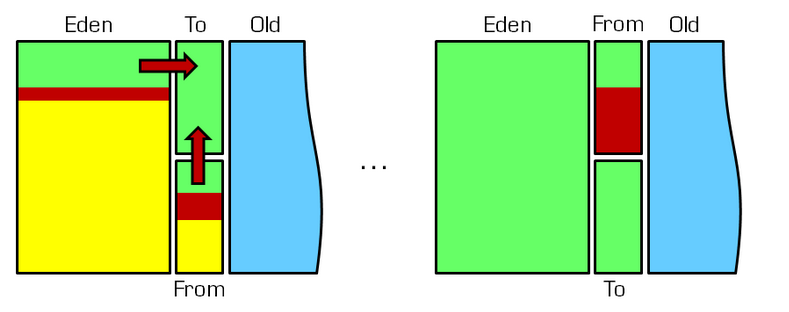 Eden To Old
From
...
Eden From Old
To